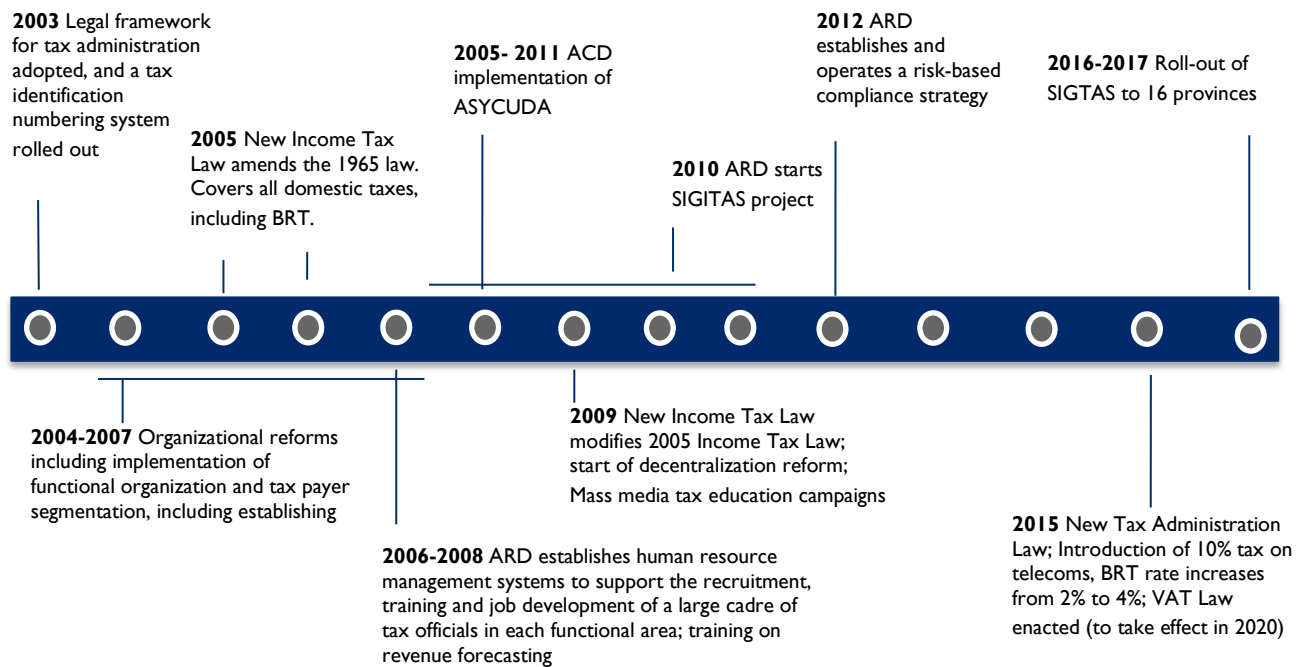 2003 Legal framework
for tax administration
adopted, and a tax
identification
numbering system
rolled out
2005 New Income Tax
Law amends the 1965 law.
Covers all domestic taxes,
including BRT.
2005- 2011 ACD
implementation of
ASYCUDA
2010 ARD starts
SIGITAS project
2012 ARD
establishes and
operates a risk-based
compliance strategy
2016-2017 Roll-out of
SIGTAS to 16 provinces
2004-2007 Organizational reforms
including implementation of
functional organization and tax payer
segmentation, including establishing
2006-2008 ARD establishes human resource
management systems to support the recruitment,
training and job development of a large cadre of
tax officials in each functional area; training on
revenue forecasting
2009 New Income Tax Law
modifies 2005 Income Tax Law;
start of decentralization reform;
Mass media tax education campaigns
2015 New Tax Administration
Law; Introduction of 10% tax on
telecoms, BRT rate increases
from 2% to 4%; VAT Law
enacted (to take effect in 2020)